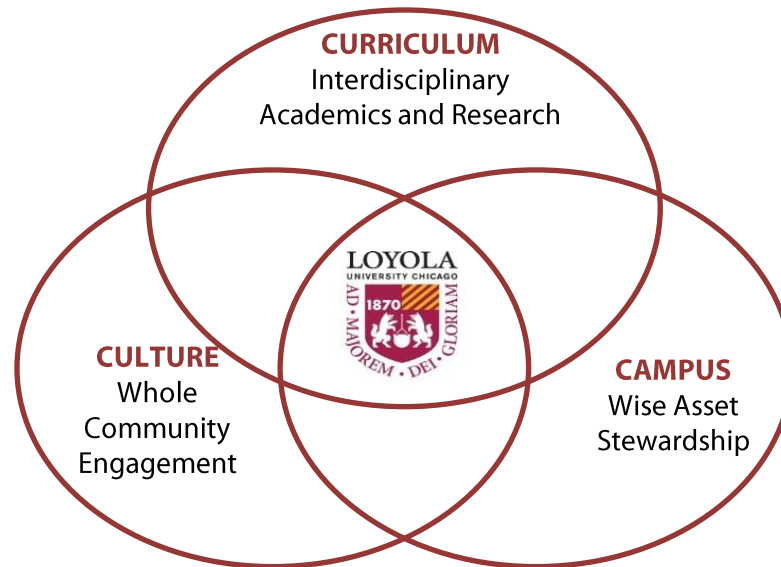 CURRICULUM
Interdisciplinary
Academics and Research
LOYOLA
UNIVERSITY CHICAGO
1870
AD • MAJOREM • DEI • GLORIAM
CULTURE
Whole
Community
Engagement
CAMPUS
Wise Asset
Stewardship